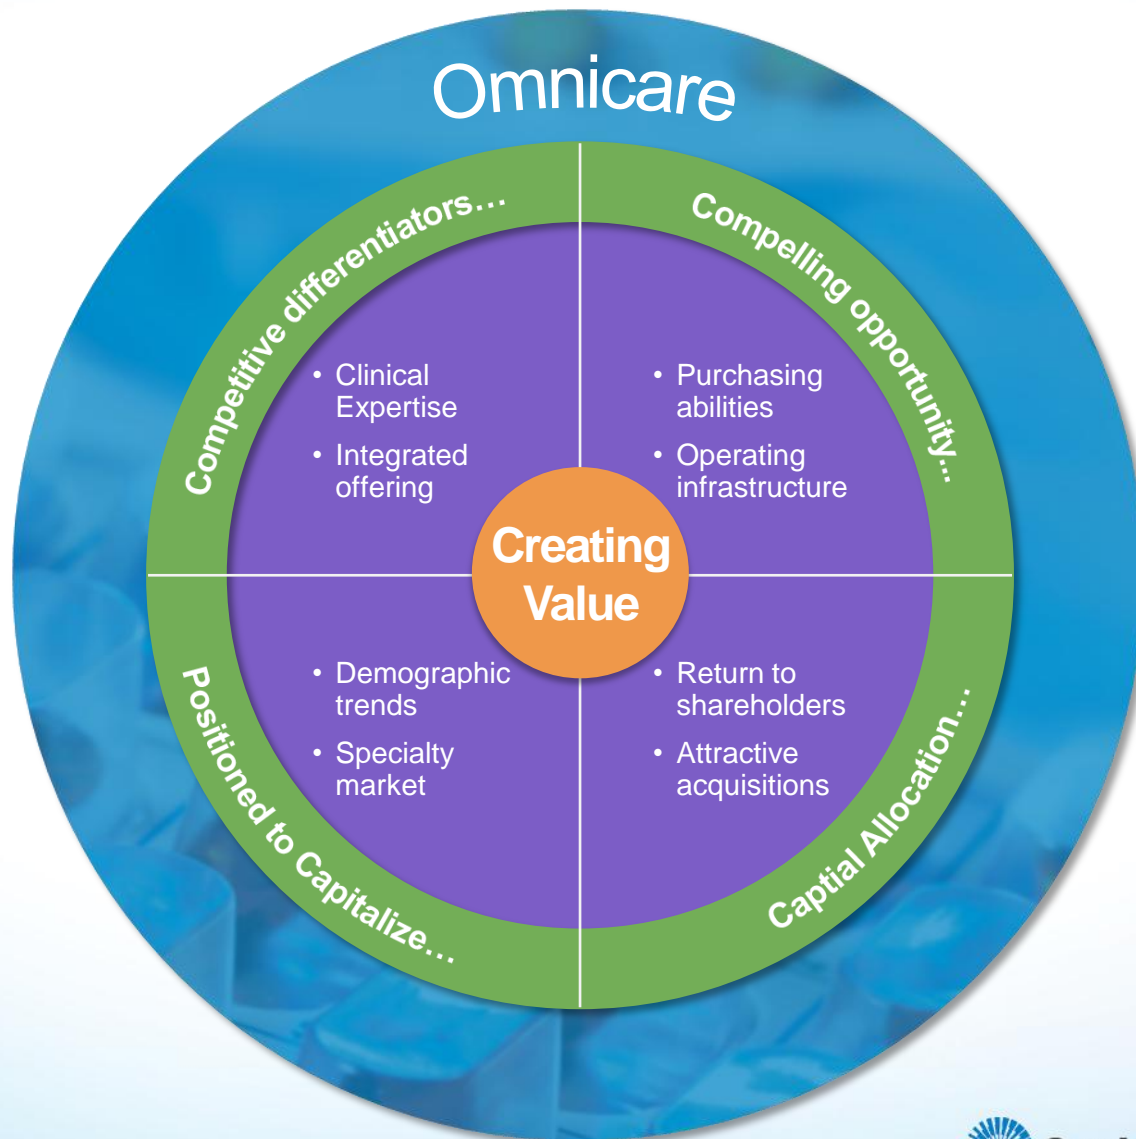 Omnicare
Competitive differentiators...
Compelling opportunity...
• Clinical
Expertise
• Integrated
offering
• Purchasing
abilities
• Operating
infrastructure
Creating
Value
• Demographic
trends
• Specialty
market
• Return to
shareholders
• Attractive
acquisitions
Positioned to Capitalize...
Captial Allocation...